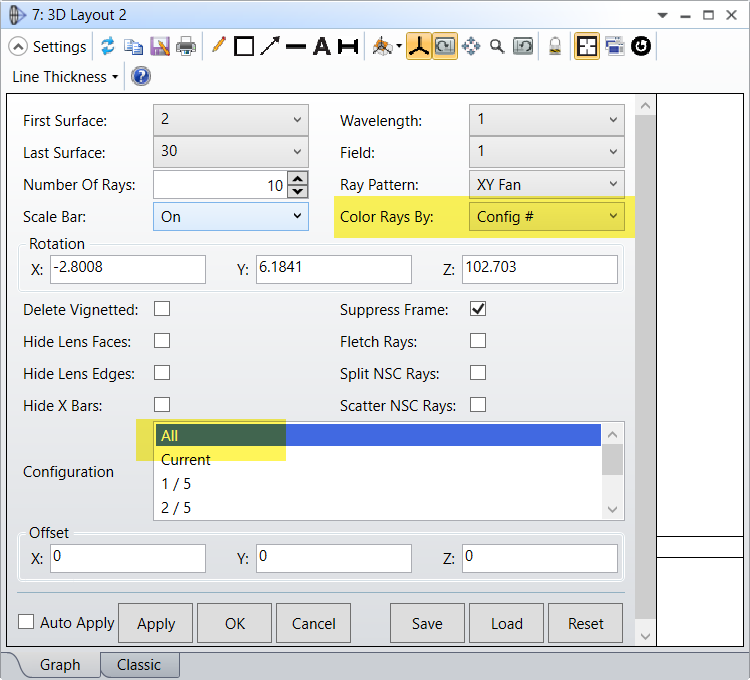 7: 3D Layout 2
Settings
Line Thickness
First Surface: 2 Wavelength: 1
Last Surface: 30 Field: 1
Number Of Rays: 10 Ray Pattern: XY Fan
Scale Bar: On Color Rays By: Config #
Rotation
X: -2.8008 Y: 6.1841 Z: 102.703
Delete Vignetted: Suppress Frame:
Hide Lens Faces: Fletch Rays:
Hide Lens Edges: Split NSC Rays:
Hide X Bars: Scatter NSC Rays:
All
Current
Configuration
1 / 5
2 / 5
Offset
X: 0 Y: 0 Z: 0
Auto Apply Apply OK Cancel Save Load Reset
Graph Classic